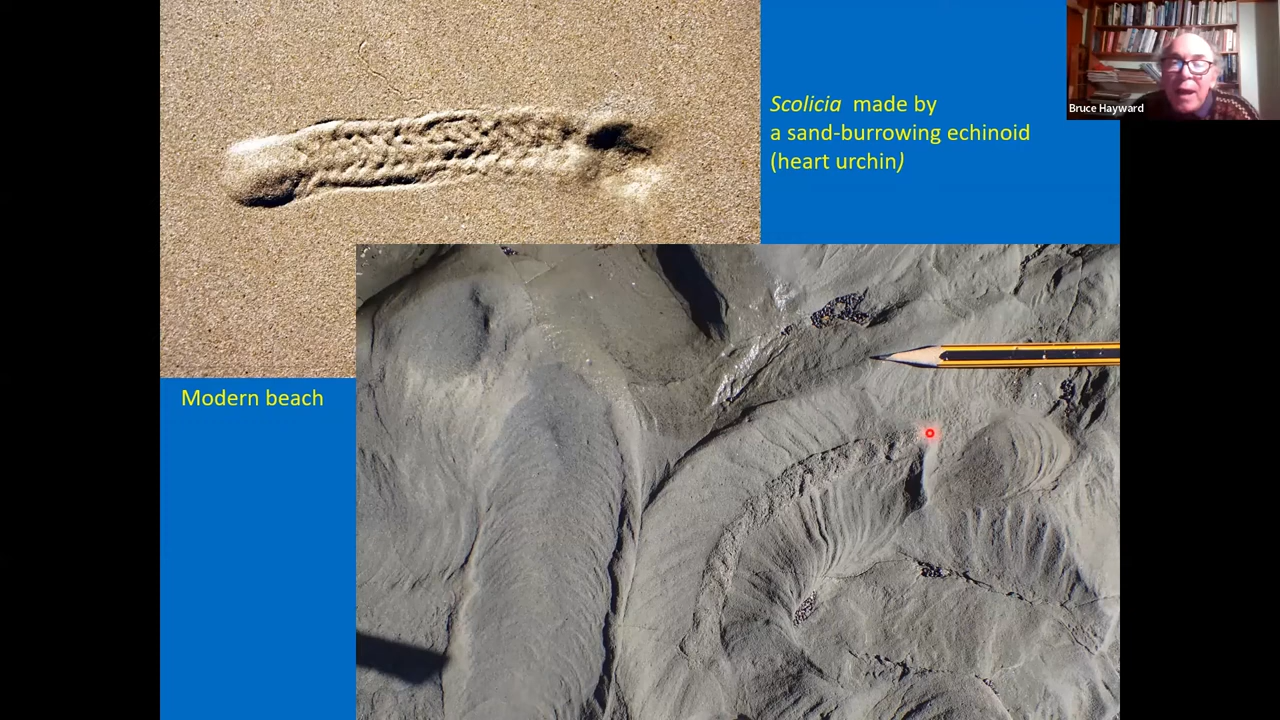 Scolicia made by
a sand-burrowing echinoid
(heart urchin)
Bruce Hayward
Modern beach